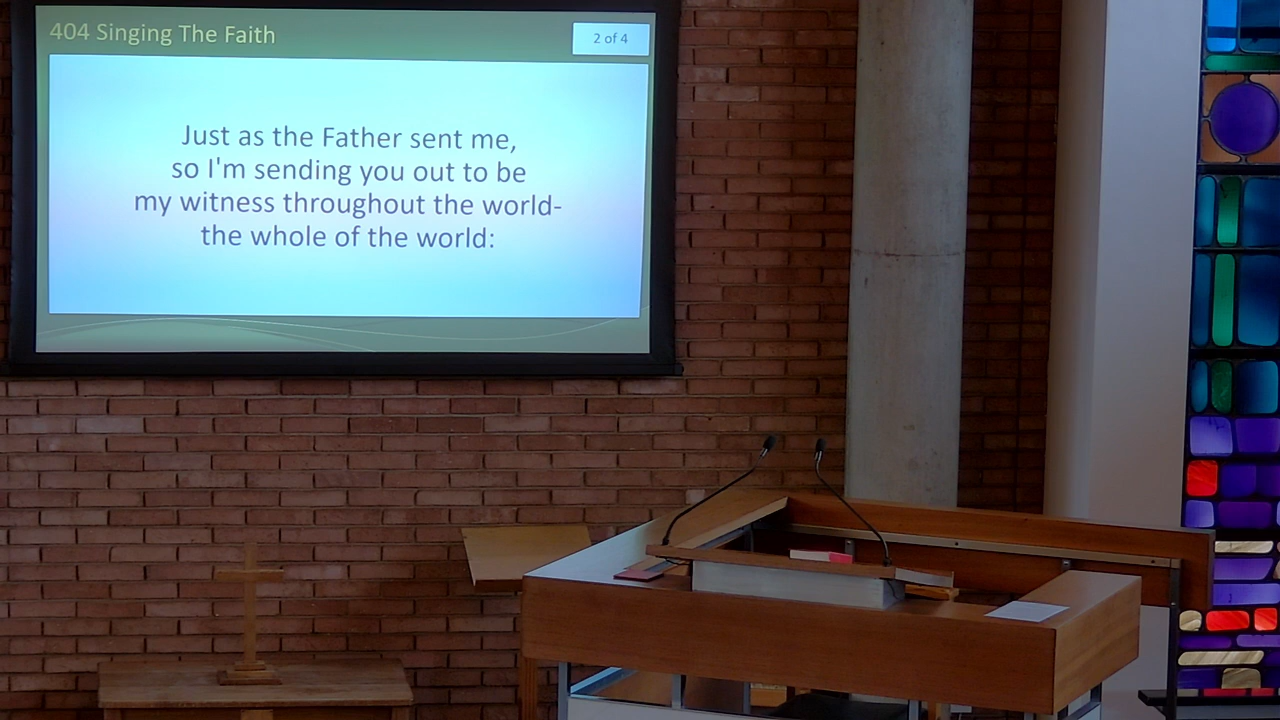 404 Singing The Faith
2 of 4
Just as the Father sent me,
so I'm sending you out to be
my witness throughout the world-
the whole of the world: